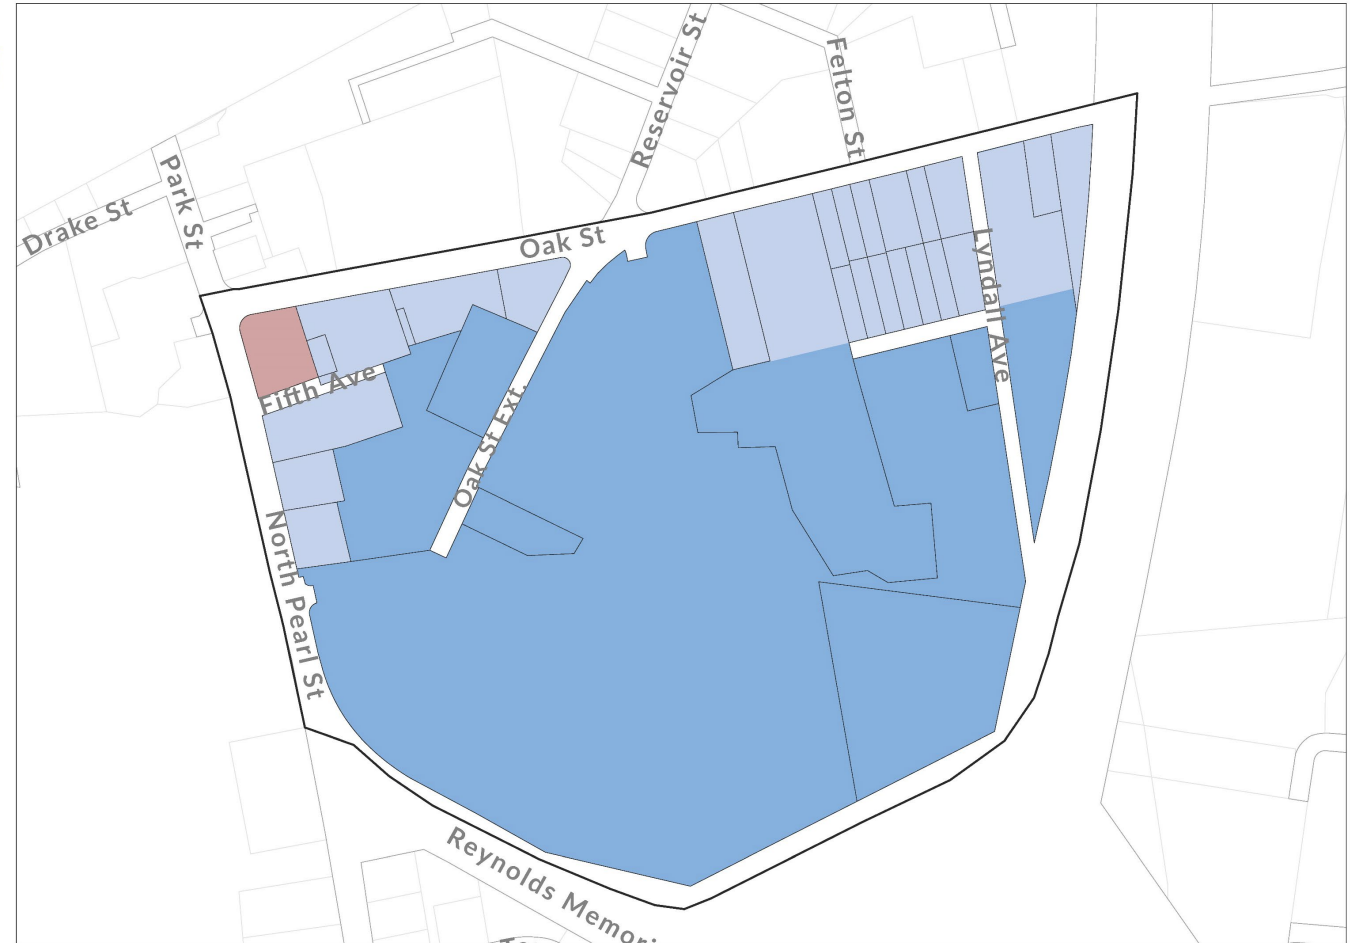 Reservoir St
Felton St
Park St
Drake St
Oak St
Lyndall Ave
Fifth Ave
Oak St Ext.
North Pearl St
Reynolds Memori